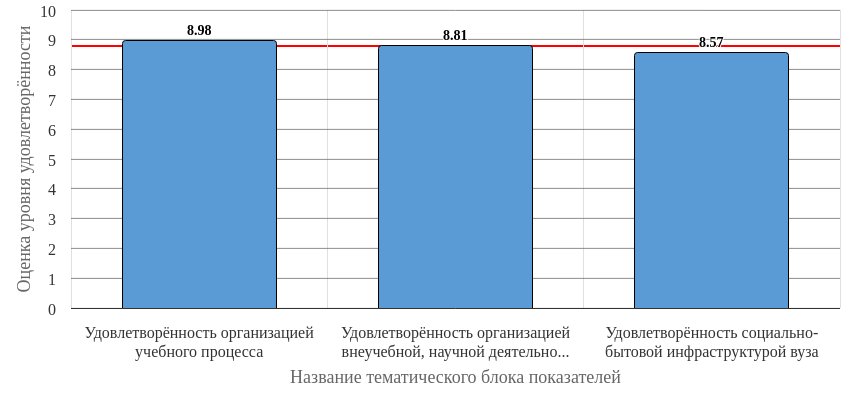 Оценка уровня удовлетворённости
10
9
8
7
6
5
4
3
2
1
0
8.98
8.81
8.57
Удовлетворённость организацией
учебного процесса
Удовлетворённость организацией
внеучебной, научной деятельно...
Удовлетворённость социально-
бытовой инфраструктурой вуза
Название тематического блока показателей